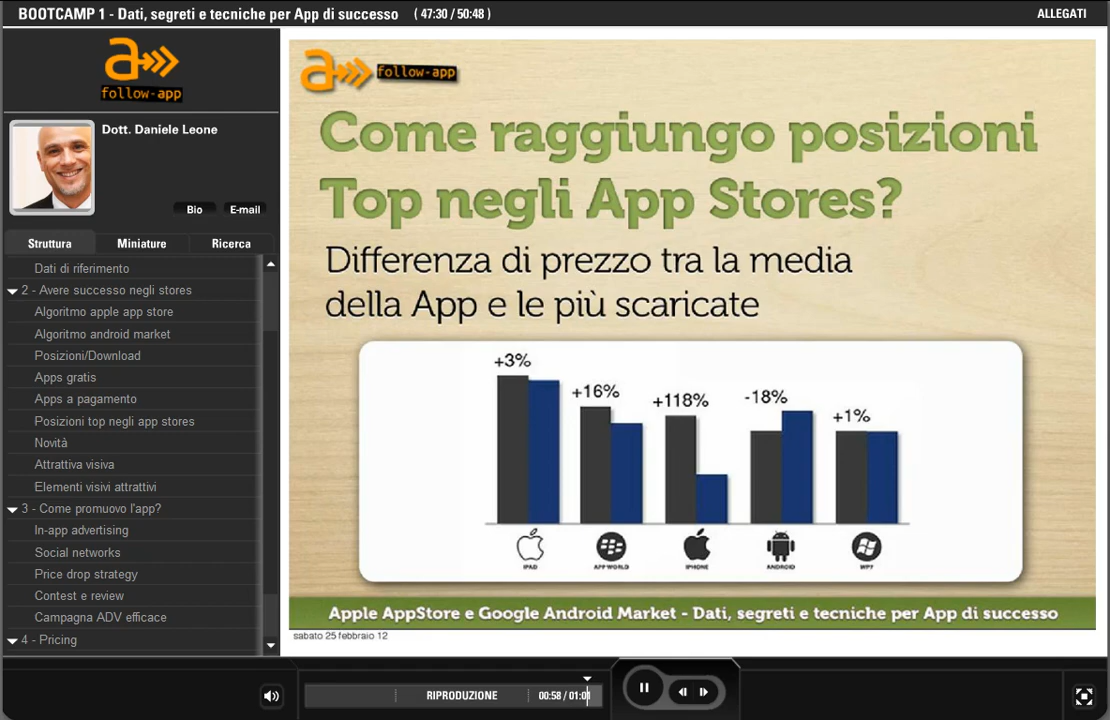 BOOTCAMP 1 - Dati, segreti e tecniche per App di successo ( 47:30 / 50:48 )
ALLEGATI
a
follow-app
Dott. Daniele Leone
Bio
E-mail
Struttura
Miniature
Ricerca
Dati di riferimento
2 - Avere successo negli stores
Algoritmo apple app store
Algoritmo android market
Posizioni/Download
Apps gratis
Apps a pagamento
Posizioni top negli app stores
Novità
Attrattiva visiva
Elementi visivi attrattivi
3 - Come promuovo l'app?
In-app advertising
Social networks
Price drop strategy
Contest e review
Campagna ADV efficace
4 - Pricing
a
follow-app
Come raggiungo posizioni
Top negli App Stores?
Differenza di prezzo tra la media
della App e le più scaricate
+3%
+16%
+118%
-18%
+1%
IPAD
APP WORLD
IPHONE
ANDROID
WP7
Apple AppStore e Google Android Market - Dati, segreti e tecniche per App di successo
sabato 25 febbraio 12
RIPRODUZIONE
00:58 / 01:01